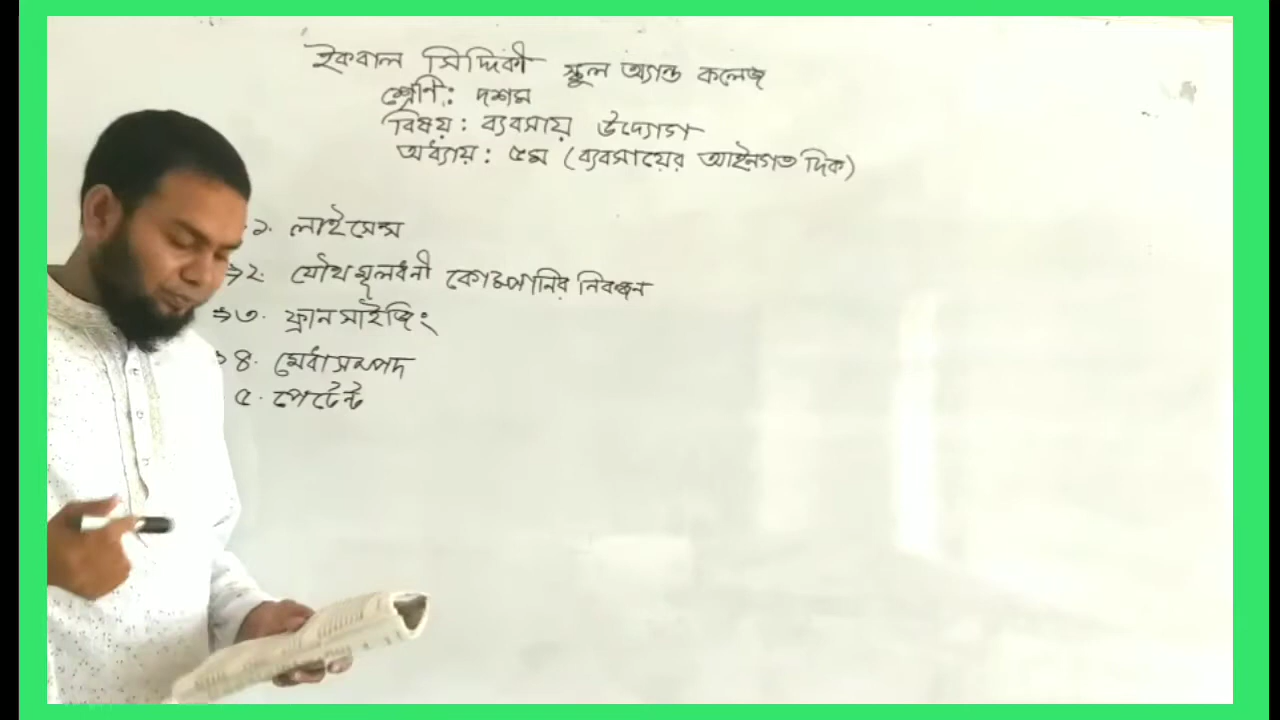 ইকবাল সিদ্দিকী স্কুল অ্যান্ড কলেজ
শ্রেণি: দশম
বিষয়: ব্যবসায় উদ্যোগ
অধ্যায়: ৫ম (ব্যবসায়ের আইনগত দিক)
১. লাইসেন্স
⇒২. যৌথমূলধনী কোম্পানির নিবন্ধন
⇒৩. ফ্রানসাইজিং
৪. মেধাসম্পদ
৫. পেটেন্ট